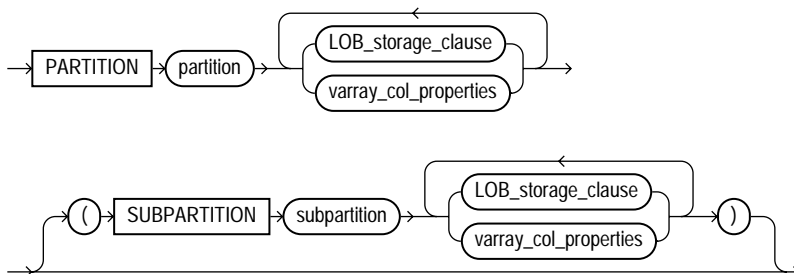 LOB_storage_clause
PARTITION partition
varray_col_properties
LOB_storage_clause
( SUBPARTITION subpartition )
varray_col_properties